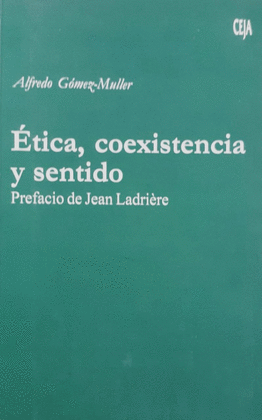 CEJA
Alfredo Gómez-Muller
Ética, coexistencia
y sentido
Prefacio de Jean Ladrière